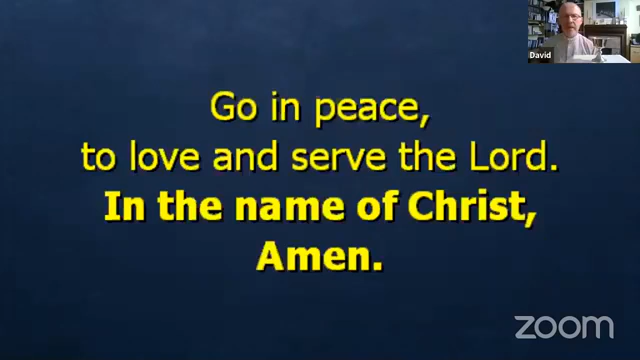 David
Go in peace,
to love and serve the Lord.
In the name of Christ,
Amen.
zoom